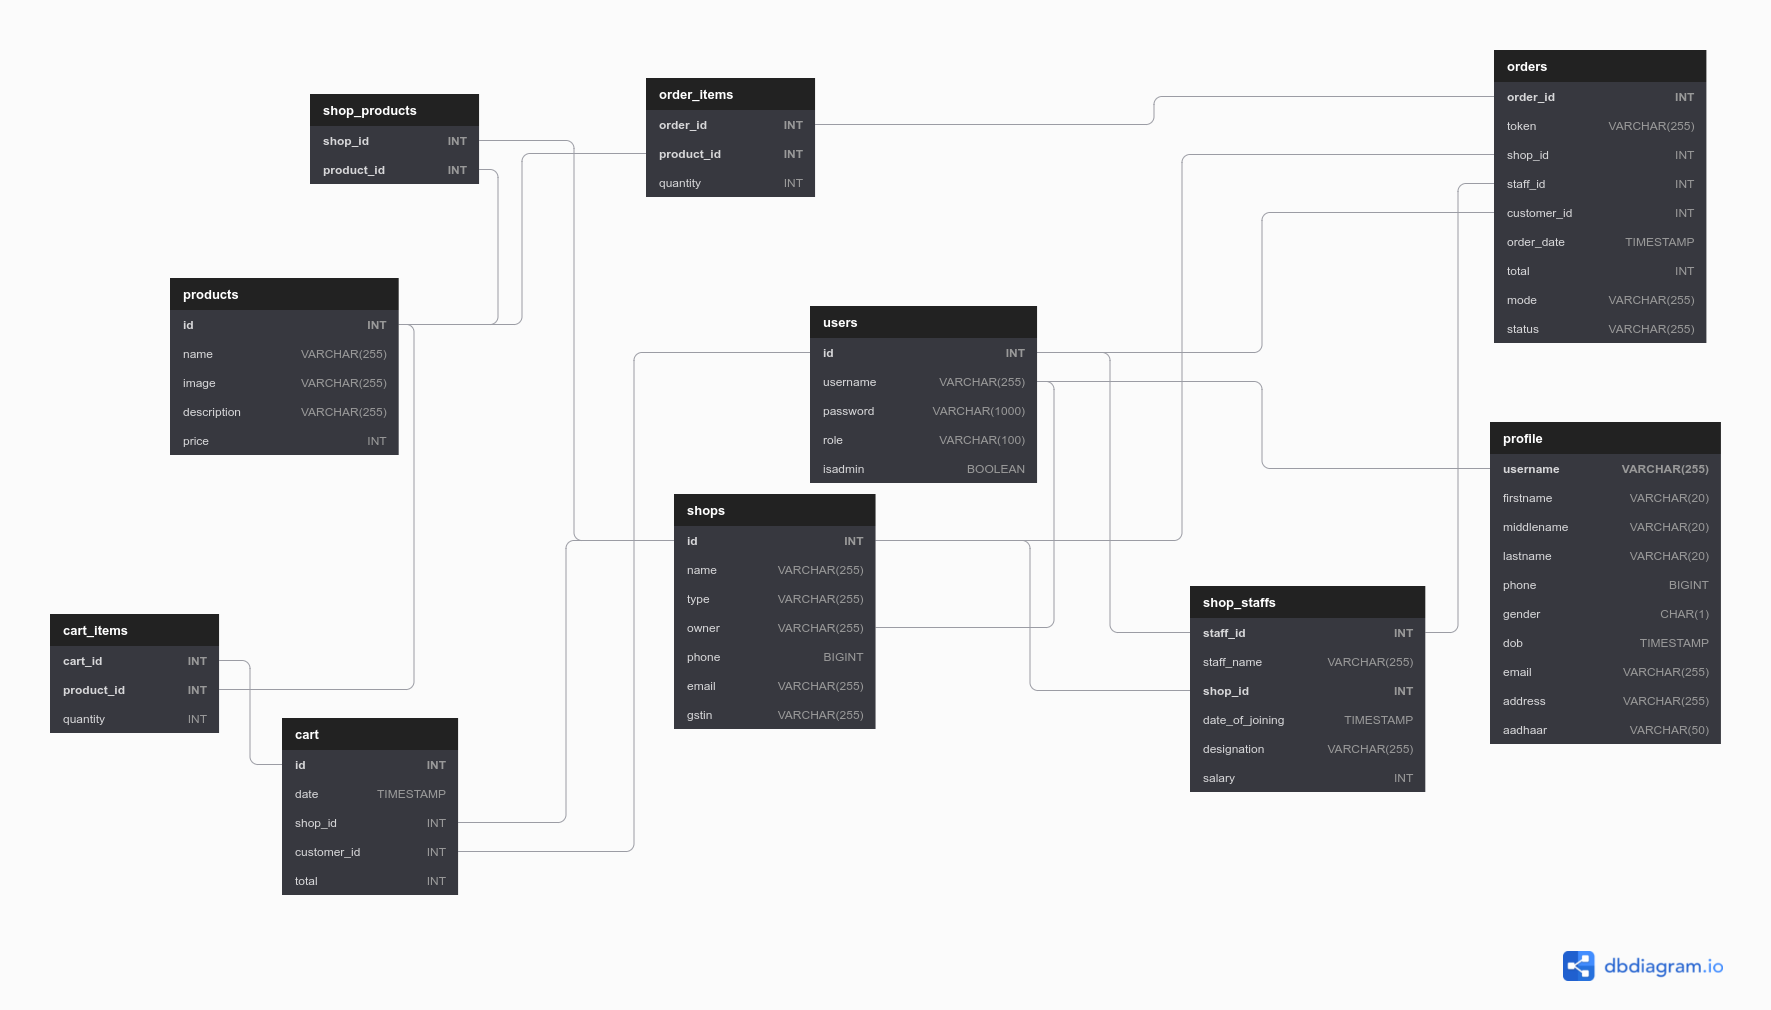 shop_products
shop_id INT
product_id INT
order_items
order_id INT
product_id INT
quantity INT
orders
order_id INT
token VARCHAR(255)
shop_id INT
staff_id INT
customer_id INT
order_date TIMESTAMP
total INT
mode VARCHAR(255)
status VARCHAR(255)
products
id INT
name VARCHAR(255)
image VARCHAR(255)
description VARCHAR(255)
price INT
users
id INT
username VARCHAR(255)
password VARCHAR(1000)
role VARCHAR(100)
isadmin BOOLEAN
profile
username VARCHAR(255)
firstname VARCHAR(20)
middlename VARCHAR(20)
lastname VARCHAR(20)
phone BIGINT
gender CHAR(1)
dob TIMESTAMP
email VARCHAR(255)
address VARCHAR(255)
aadhaar VARCHAR(50)
shops
id INT
name VARCHAR(255)
type VARCHAR(255)
owner VARCHAR(255)
phone BIGINT
email VARCHAR(255)
gstin VARCHAR(255)
shop_staffs
staff_id INT
staff_name VARCHAR(255)
shop_id INT
date_of_joining TIMESTAMP
designation VARCHAR(255)
salary INT
cart_items
cart_id INT
product_id INT
quantity INT
cart
id INT
date TIMESTAMP
shop_id INT
customer_id INT
total INT
dbdiagram.io